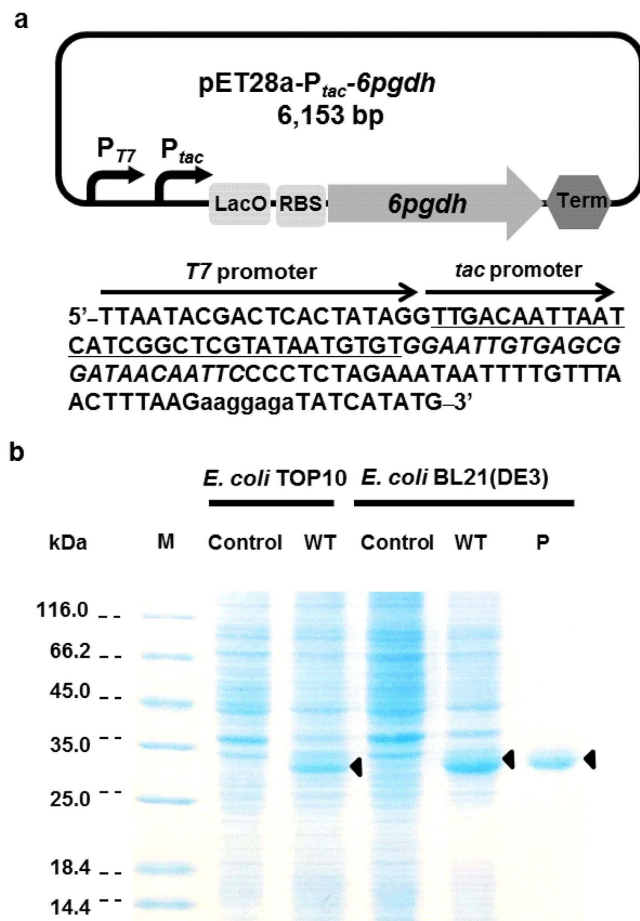 a
pET28a-Ptac-6pgdh
6,153 bp
PT7 Ptac
LacO RBS 6pgdh Term
T7 promoter tac promoter
5'–TTAATACGACTCACTATAGGTTGACAATTAAT
CATCGGCTCGTATAATGTGTGGAATTGTGAGCG
GATAACAATTCCCCTCTAGAAATAATTTTGTTTA
ACTTTAAGaaggagaTATCATATG–3'
b
E. coli TOP10 E. coli BL21(DE3)
kDa M Control WT Control WT P
116.0
66.2
45.0
35.0
25.0
18.4
14.4